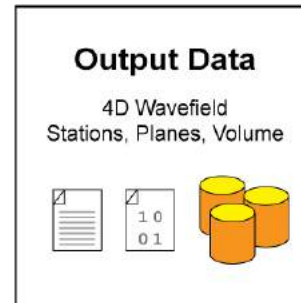 Output Data
4D Wavefield
Stations, Planes, Volume
1 0
0 1